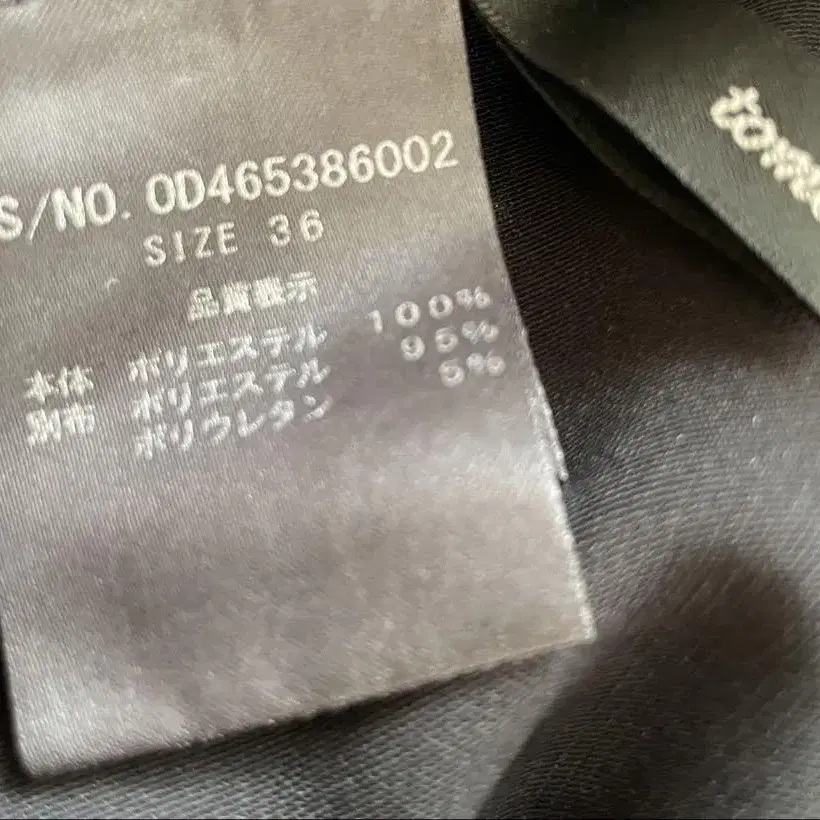 S/NO. 0D465386002
SIZE 36
品質表示
本体 ポリエステル 100%
別布 ポリエステル 95%
ポリウレタン 5%